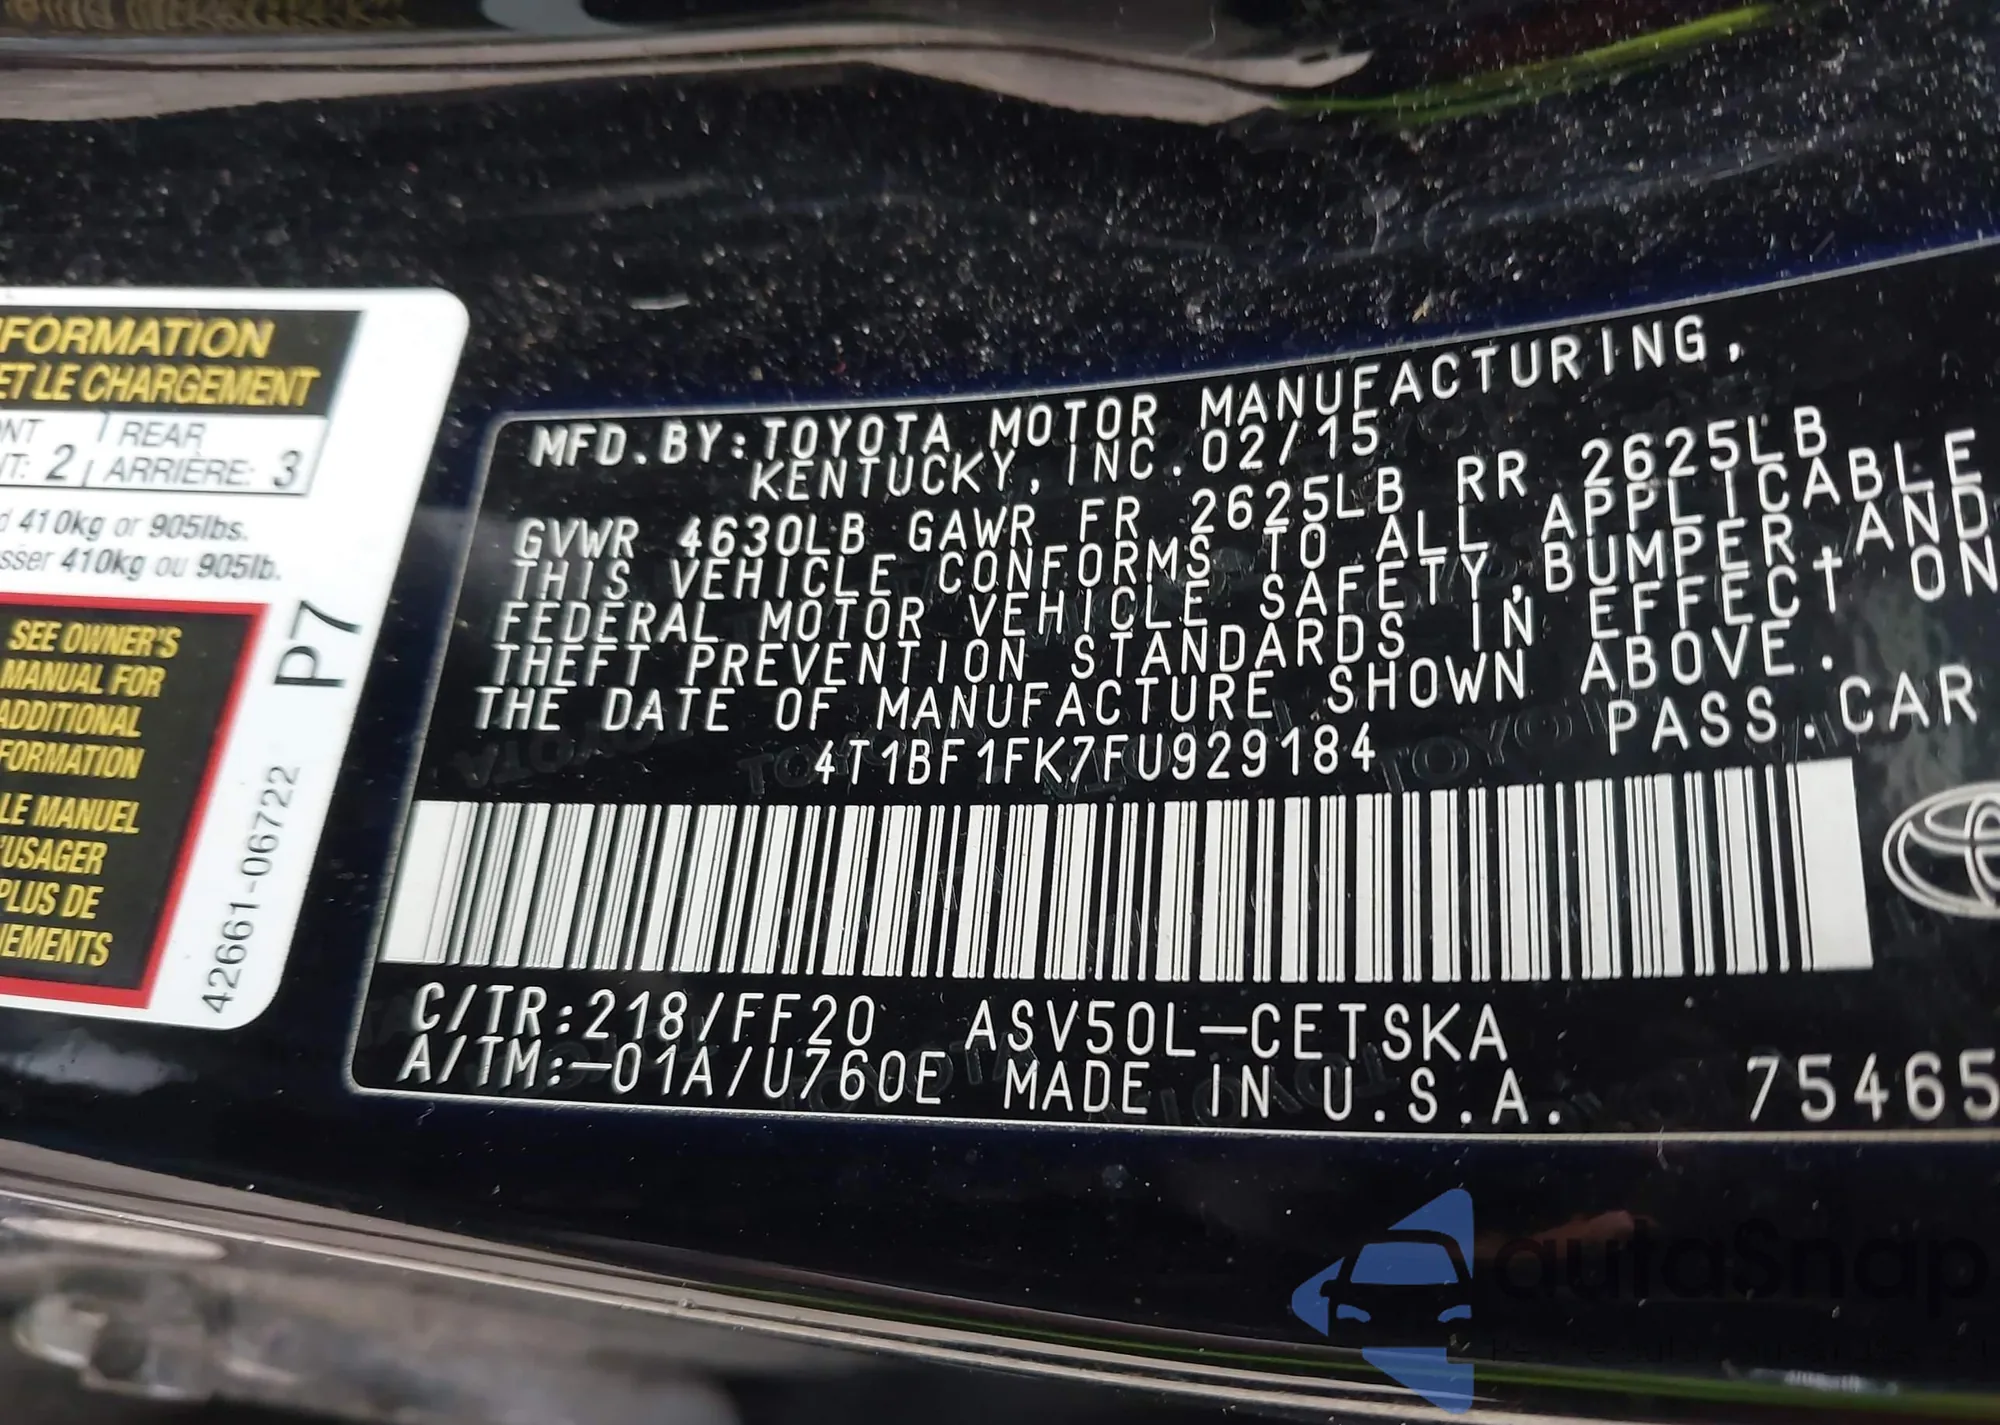 NFORMATION
ET LE CHARGEMENT
REAR
2 ARRIÈRE: 3
410kg or 905lbs.
410kg ou 905lb.
SEE OWNER'S
MANUAL FOR
ADDITIONAL
FORMATION
LE MANUEL
'USAGER
PLUS DE
P7
42661-06722
MFD.BY:TOYOTA MOTOR MANUFACTURING,
KENTUCKY, INC.02/15
GVWR 4630LB GAWR FR 2625LB RR 2625LB
THIS VEHICLE CONFORMS TO ALL APPLICABLE
FEDERAL MOTOR VEHICLE SAFETY,BUMPER,AND
THEFT PREVENTION STANDARDS IN EFFECT ON
THE DATE OF MANUFACTURE SHOWN ABOVE.
4T1BF1FK7FU929184 PASS.CAR
C/TR:218/FF20 ASV50L-CETSKA
A/TM:-01A/U760E MADE IN U.S.A. 75465
autaSnap